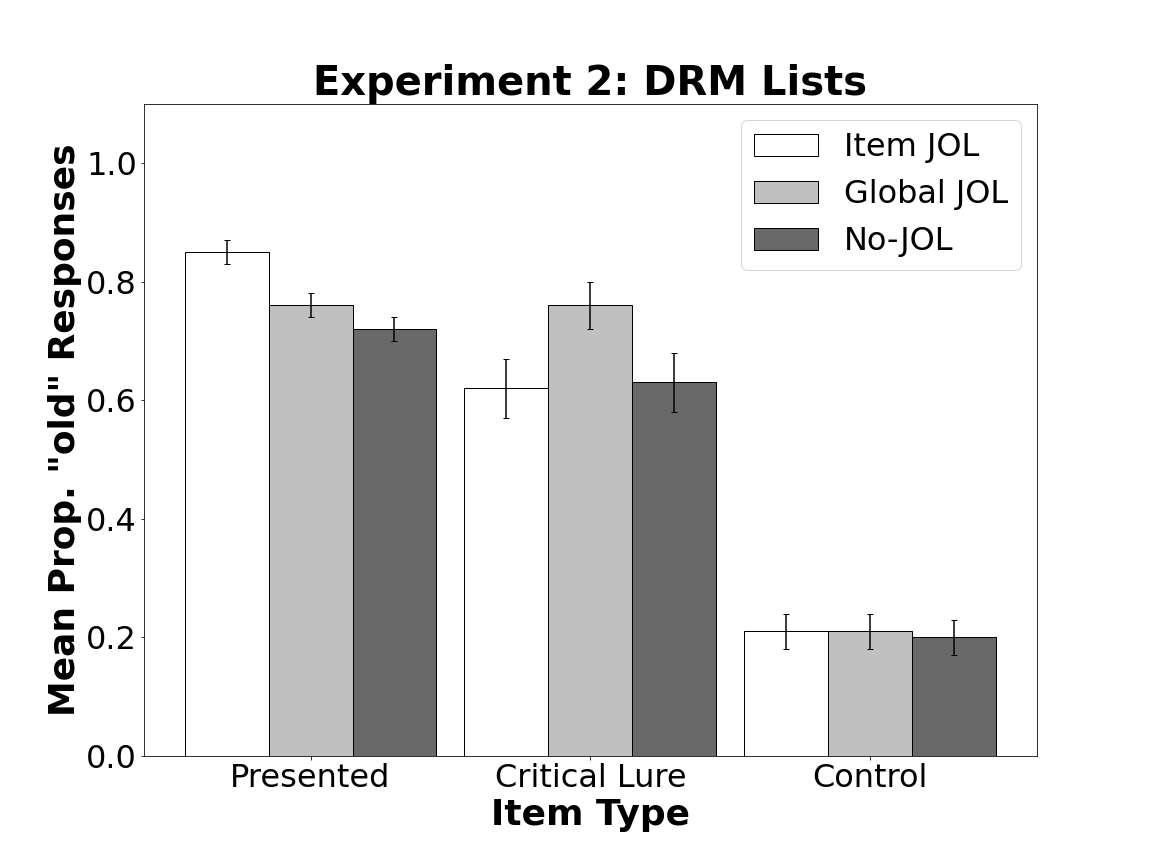 Experiment 2: DRM Lists
Item JOL
Global JOL
No-JOL
Mean Prop. "old" Responses
1.0
0.8
0.6
0.4
0.2
0.0
Presented
Critical Lure
Control
Item Type